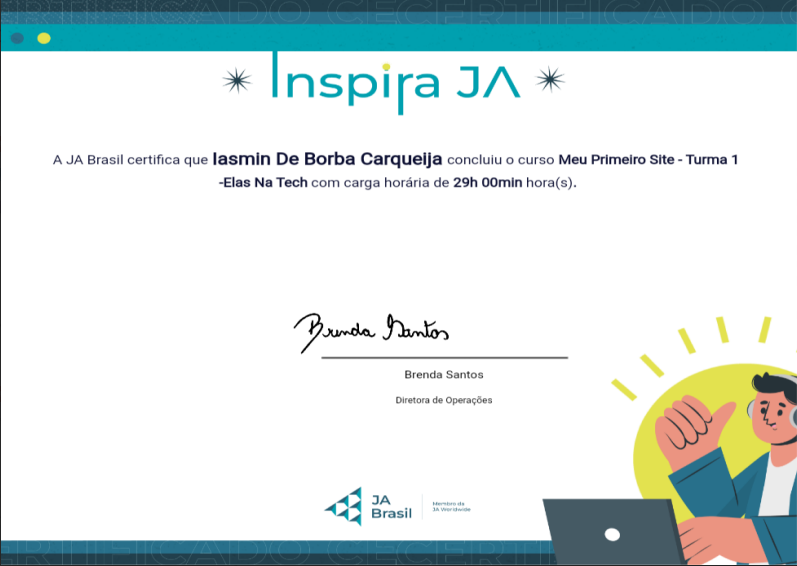 CERTIFICADO CECERTIFICADO
Inspira JA
A JA Brasil certifica que Iasmin De Borba Carqueija concluiu o curso Meu Primeiro Site - Turma 1
-Elas Na Tech com carga horária de 29h 00min hora(s).
Brenda Santos
Brenda Santos
Diretora de Operações
JA
Brasil
Membro da
JA Worldwide
ERTIFICADO CECERTIFICADO